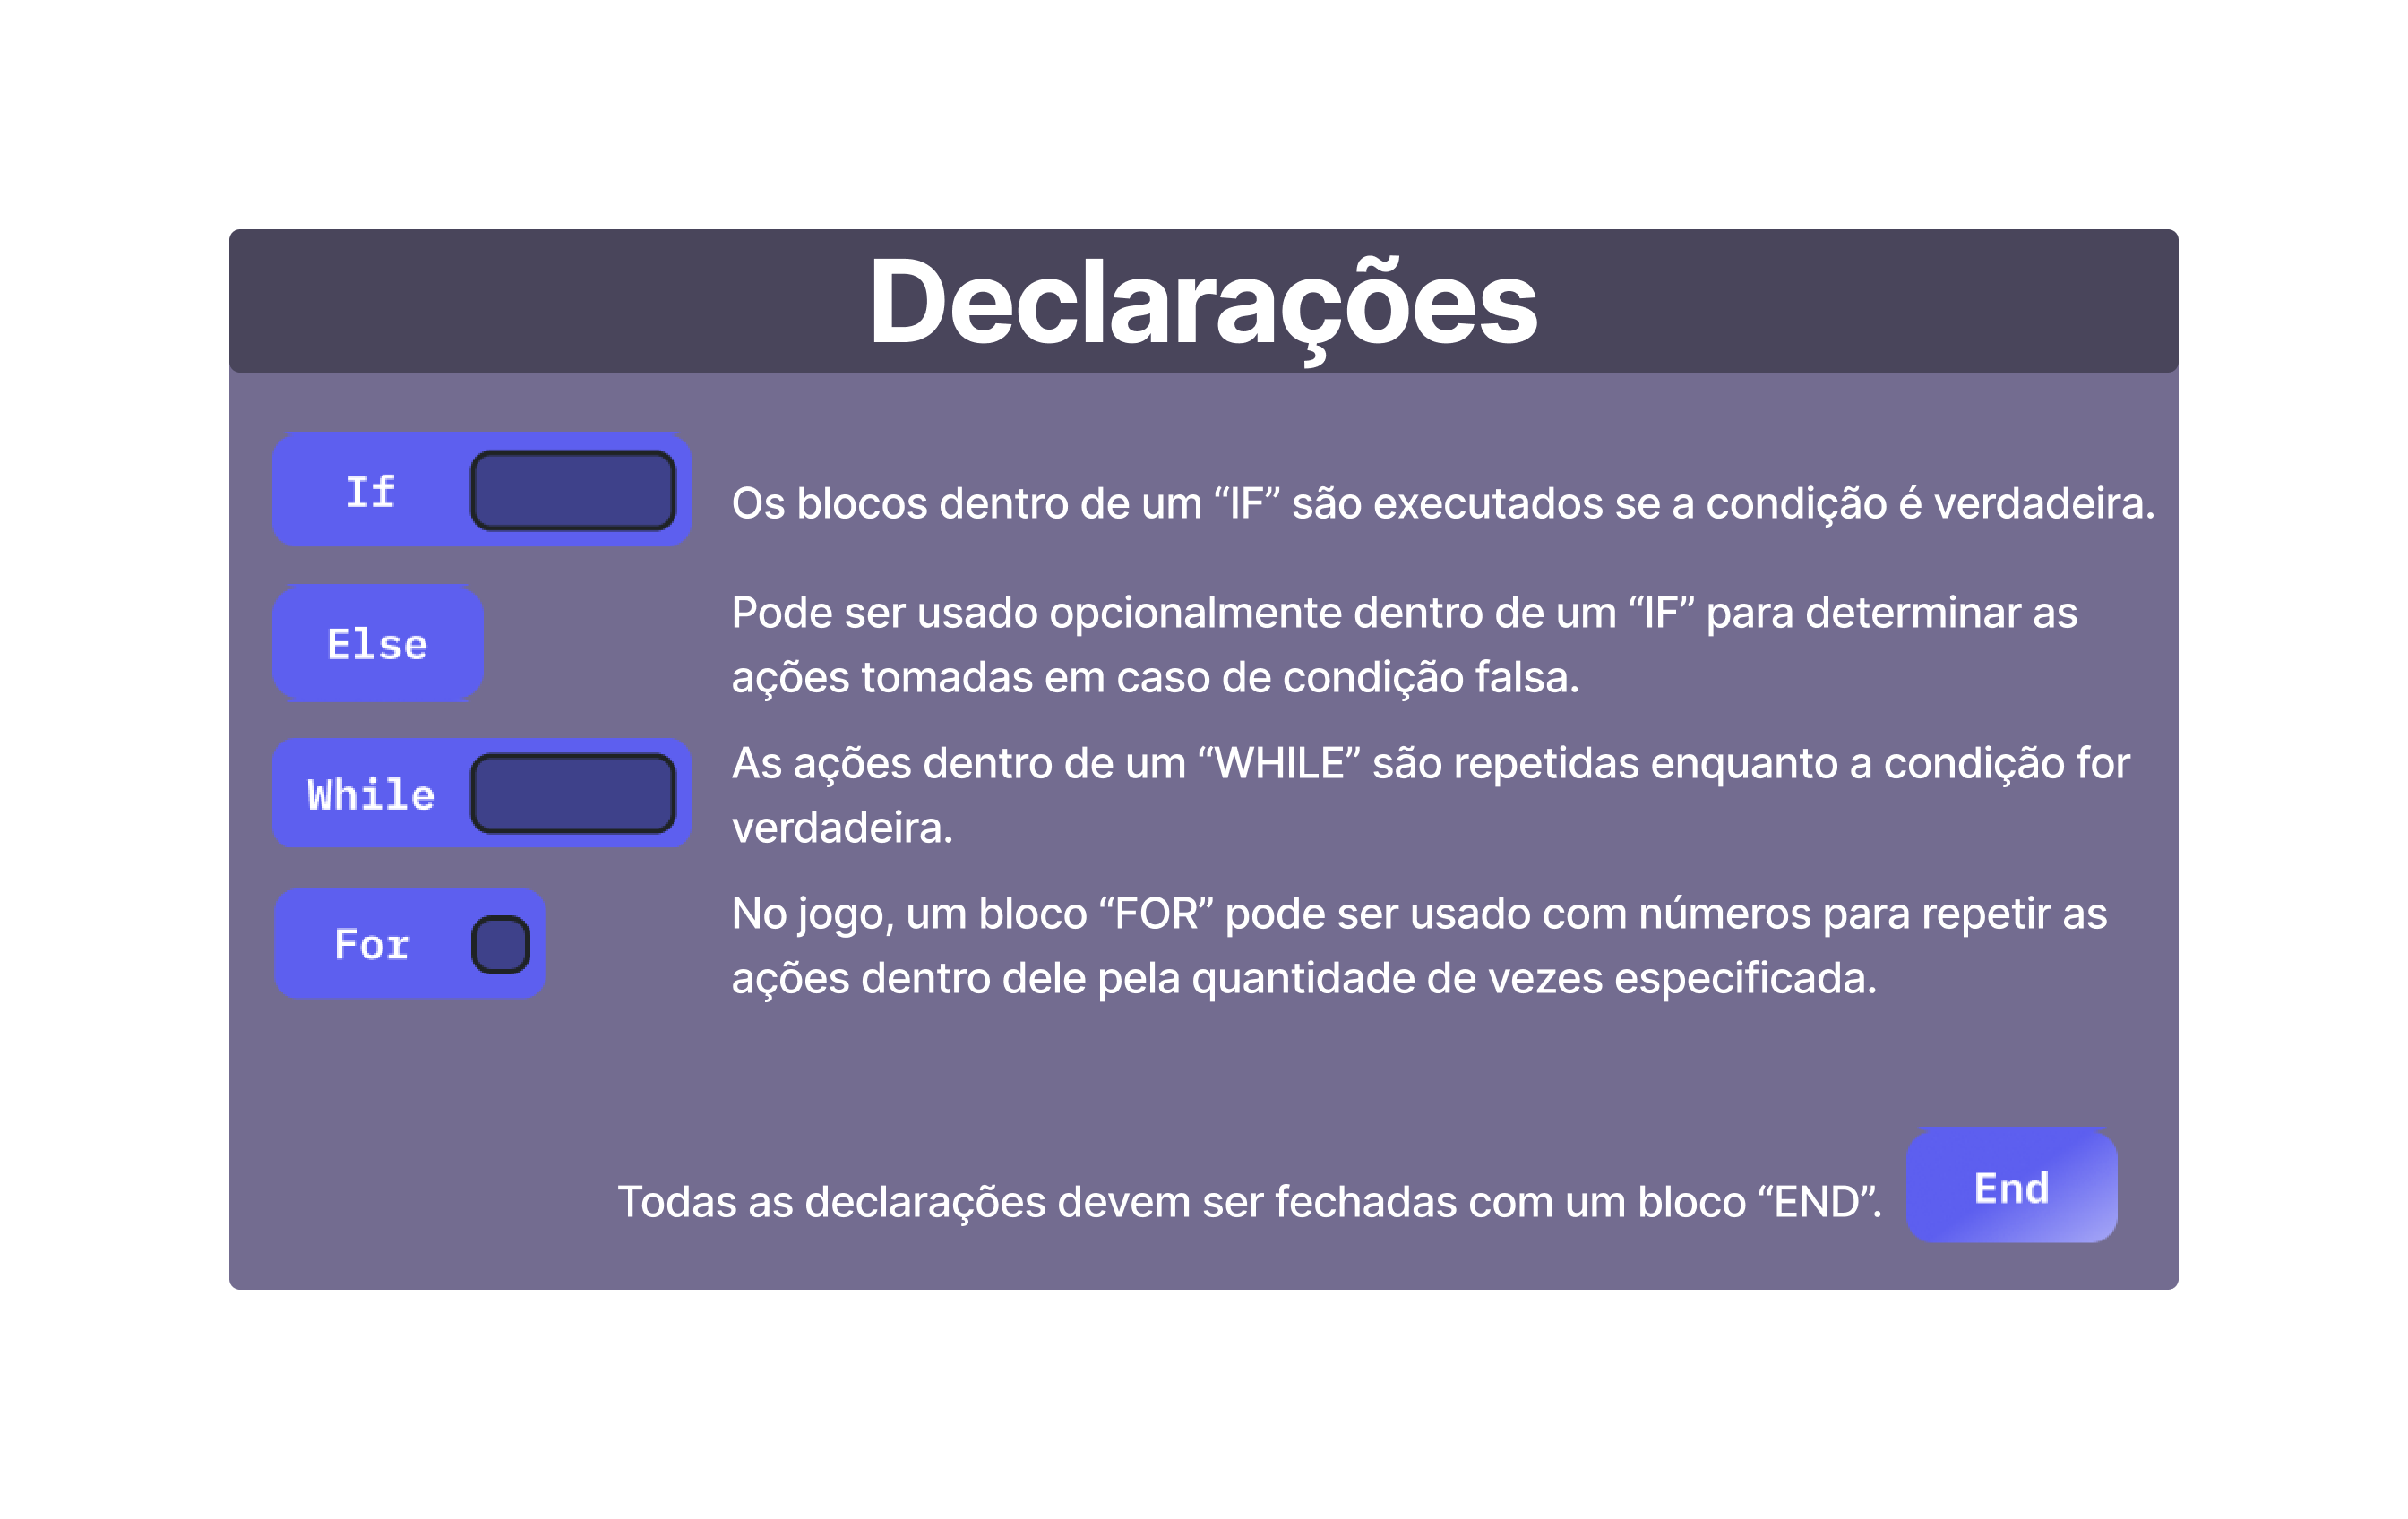 Declarações
If
Os blocos dentro de um “IF” são executados se a condição é verdadeira.
Else
Pode ser usado opcionalmente dentro de um “IF” para determinar as
ações tomadas em caso de condição falsa.
While
As ações dentro de um “WHILE” são repetidas enquanto a condição for
verdadeira.
For
No jogo, um bloco “FOR” pode ser usado com números para repetir as
ações dentro dele pela quantidade de vezes especificada.
Todas as declarações devem ser fechadas com um bloco “END”.
End